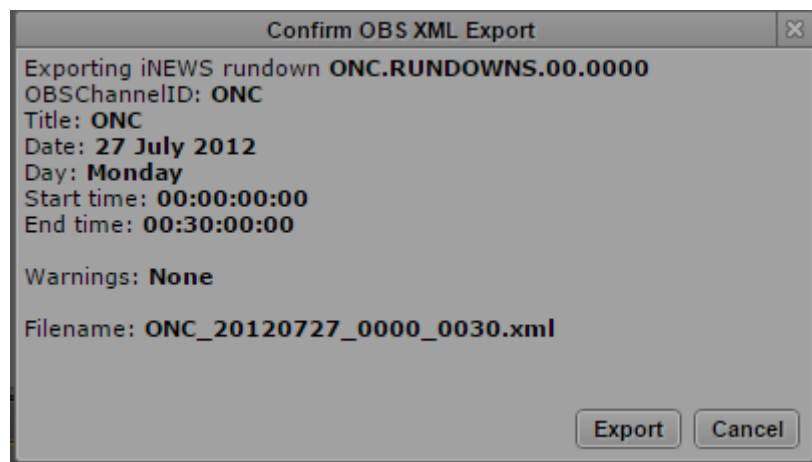 Confirm OBS XML Export
Exporting iNEWS rundown ONC.RUNDOWNS.00.0000
OBSChannelID: ONC
Title: ONC
Date: 27 July 2012
Day: Monday
Start time: 00:00:00:00
End time: 00:30:00:00
Warnings: None
Filename: ONC_20120727_0000_0030.xml
Export Cancel